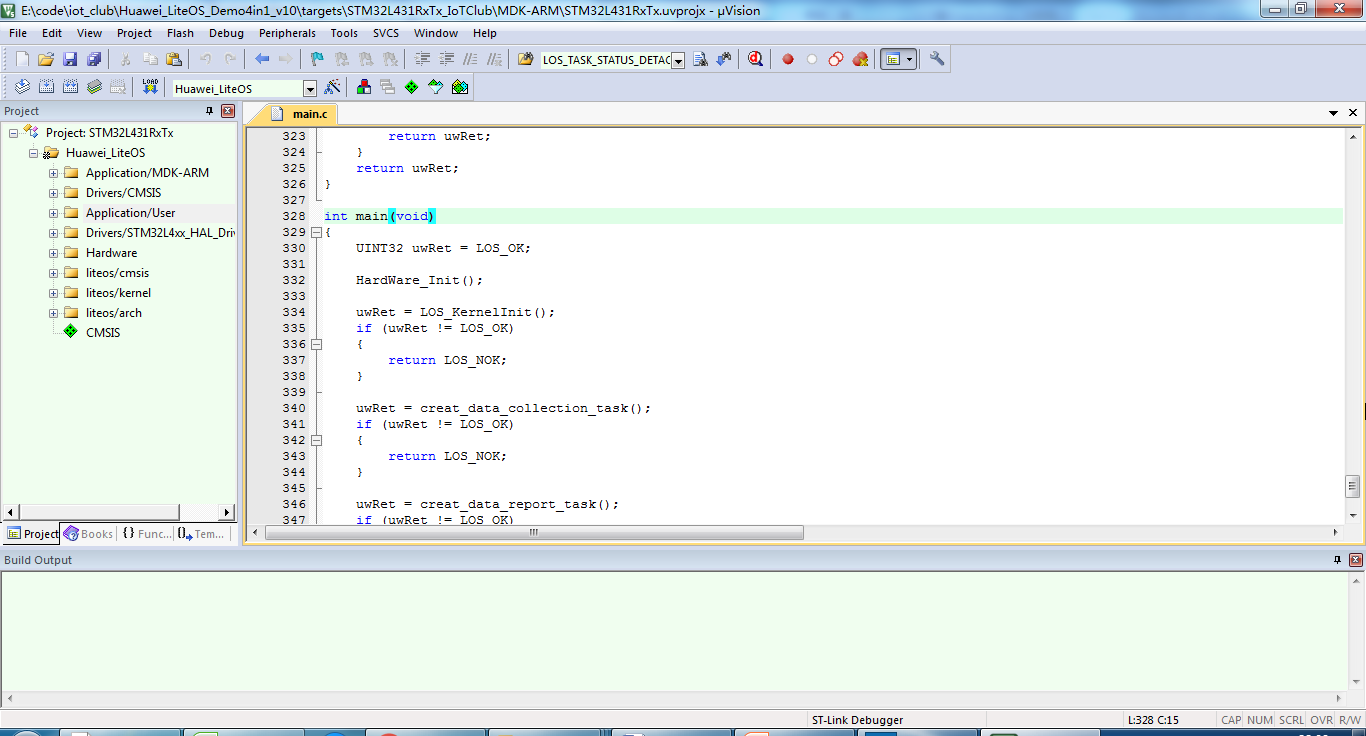 E:\code\iot_club\Huawei_LiteOS_Demo4in1_v10\targets\STM32L431RxTx_IoTClub\MDK-ARM\STM32L431RxTx.uvprojx - µVision
File Edit View Project Flash Debug Peripherals Tools SVCS Window Help
LOS_TASK_STATUS_DETAC
LOAD
Huawei_LiteOS
Project
Project: STM32L431RxTx
Huawei_LiteOS
Application/MDK-ARM
Drivers/CMSIS
Application/User
Drivers/STM32L4xx_HAL_Driv
Hardware
liteos/cmsis
liteos/kernel
liteos/arch
CMSIS
Project Books {} Func... {} Tem...
main.c
323 return uwRet;
324 }
325 return uwRet;
326 }
327
328 int main(void)
329 {
330 UINT32 uwRet = LOS_OK;
331
332 HardWare_Init();
333
334 uwRet = LOS_KernelInit();
335 if (uwRet != LOS_OK)
336 {
337 return LOS_NOK;
338 }
339
340 uwRet = creat_data_collection_task();
341 if (uwRet != LOS_OK)
342 {
343 return LOS_NOK;
344 }
345
346 uwRet = creat_data_report_task();
347 if (uwRet != LOS_OK)
Build Output
ST-Link Debugger L:328 C:15 CAP NUM SCRL OVR R/W